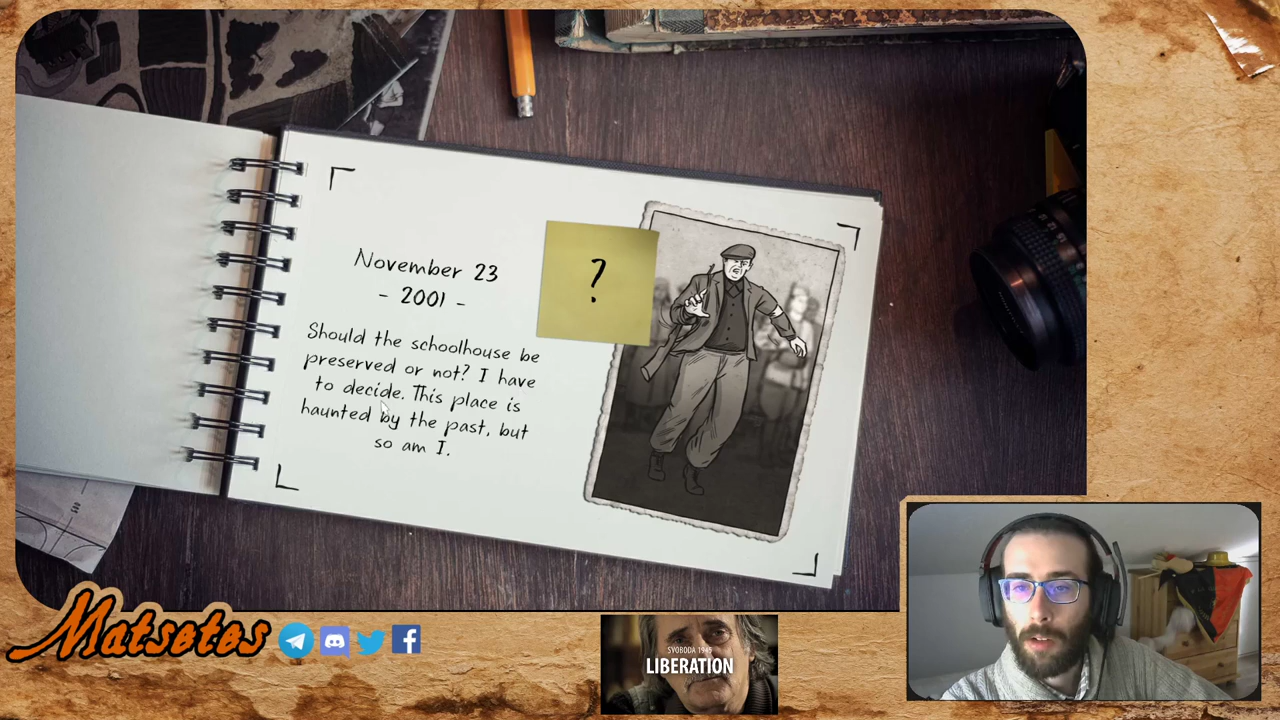 November 23
- 2001 -
?
Should the schoolhouse be
preserved or not? I have
to decide. This place is
haunted by the past, but
so am I.
Matsetes
SVOBODA 1945
LIBERATION